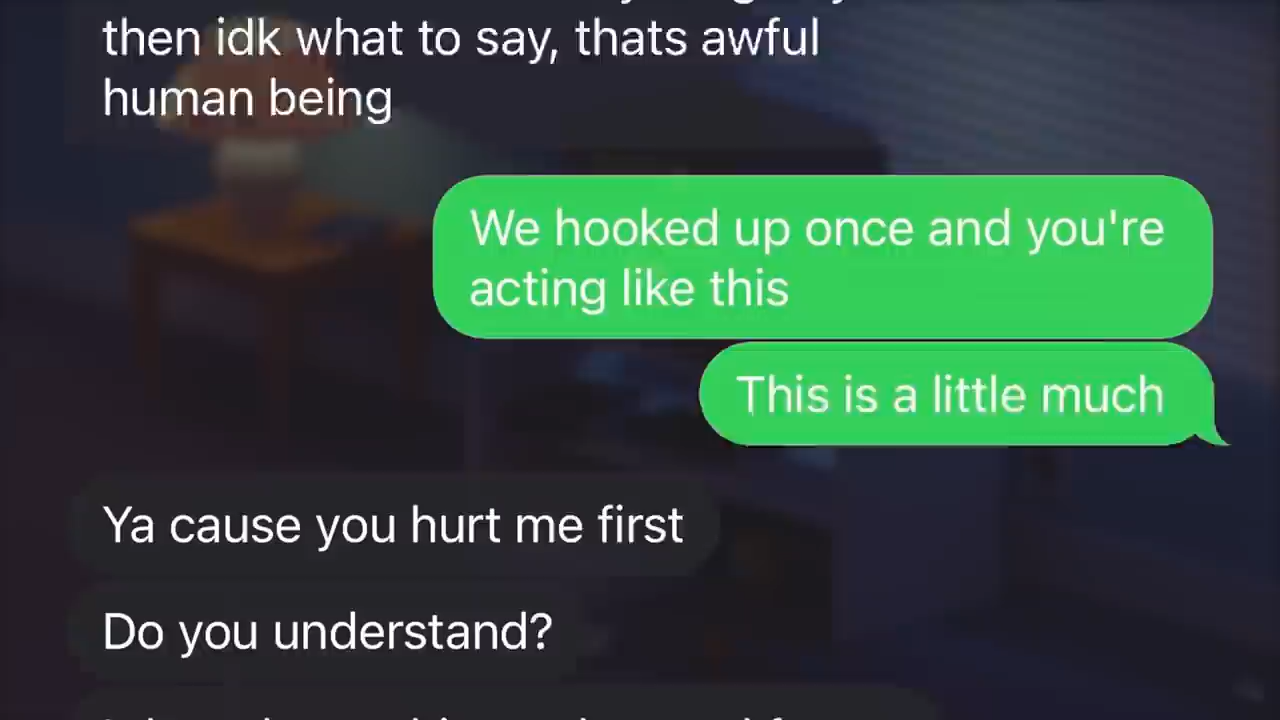 then idk what to say, thats awful
human being
We hooked up once and you're
acting like this
This is a little much
Ya cause you hurt me first
Do you understand?